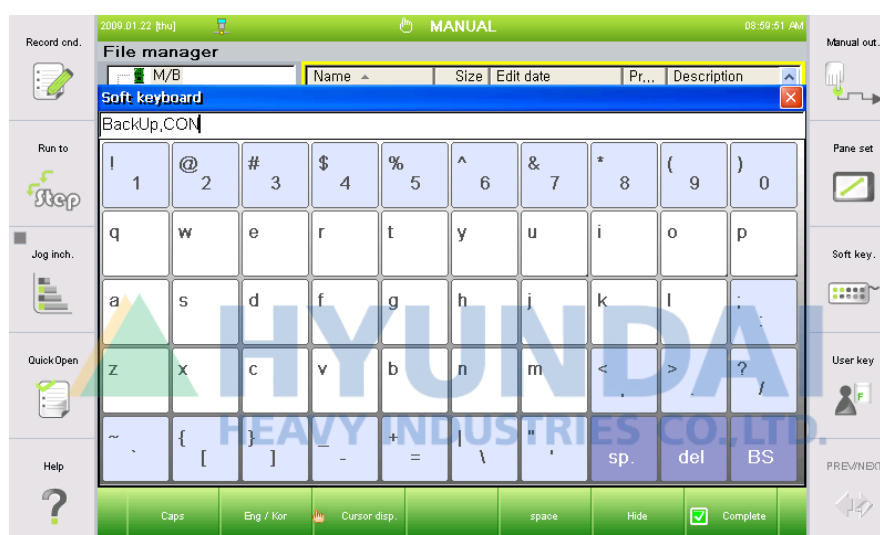 2009.01.22 [thu] MANUAL 08:59:51 AM
Record cnd.
Manual out.
File manager
M/B Name Size Edit date Pr... Description
Soft keyboard
BackUp,CON
Run to
Step
Pane set
! 1 @ 2 # 3 $ 4 % 5 ^ 6 & 7 * 8 ( 9 ) 0
q w e r t y u i o p
Jog inch.
Soft key.
a s d f g h j k l ; :
HYUNDAI
QuickOpen
User key
F
z x c v b n m < , > . ? /
HEAVY INDUSTRIES CO.,LTD.
~ ` { [ } ] _ - + = | \ " ' sp. del BS
Help
PREV/NEXT
Caps Eng / Kor Cursor disp. space Hide Complete